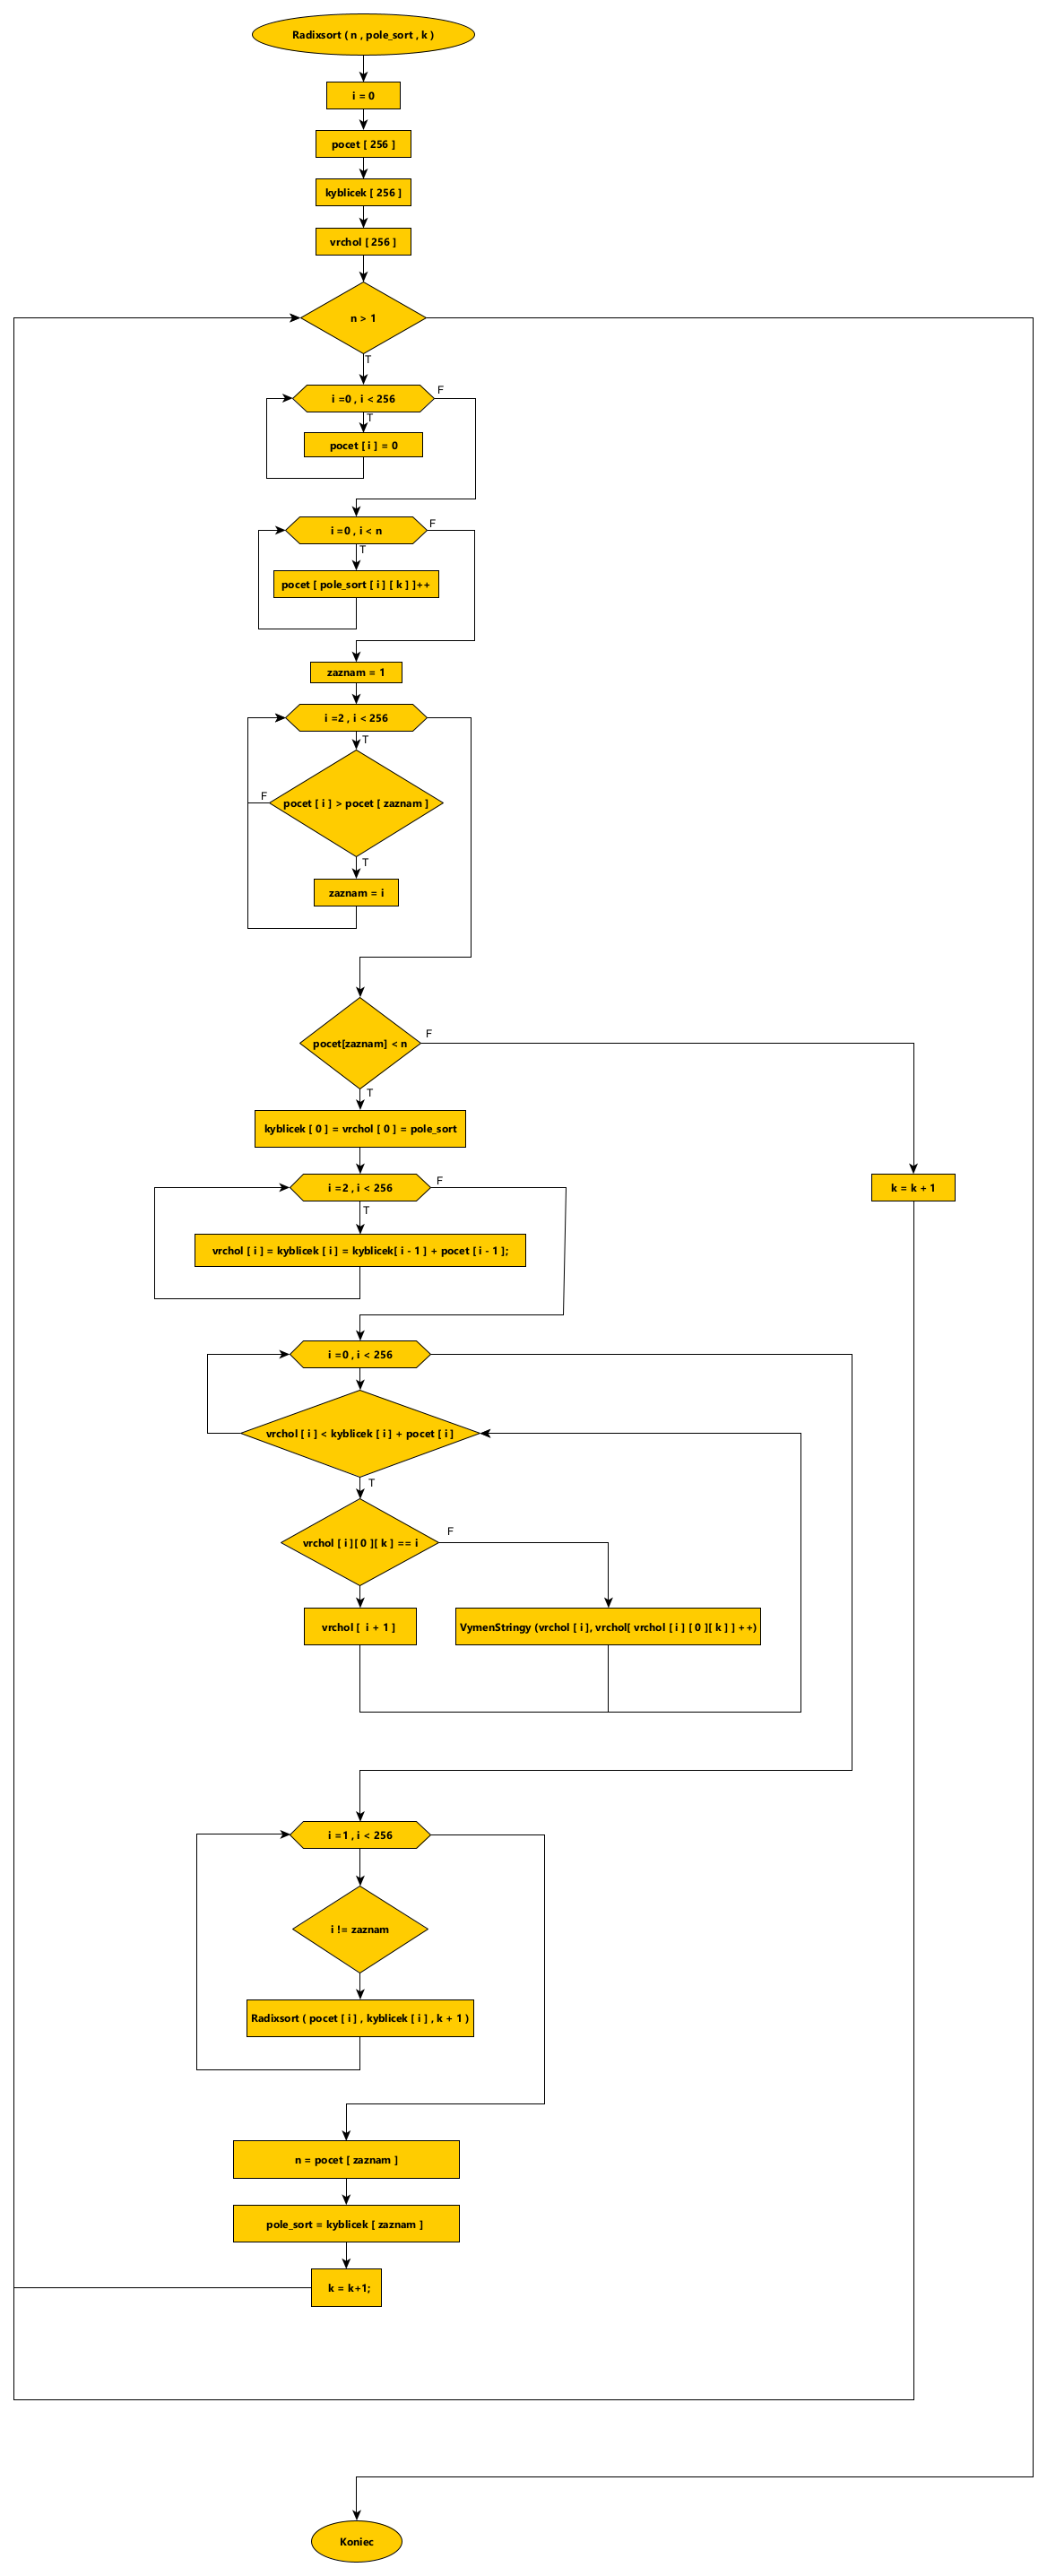 Radixsort ( n , pole_sort , k )
i = 0
pocet [ 256 ]
kyblicek [ 256 ]
vrchol [ 256 ]
n > 1
T
i =0 , i < 256
F
T
pocet [ i ] = 0
i =0 , i < n
F
T
pocet [ pole_sort [ i ] [ k ] ]++
zaznam = 1
i =2 , i < 256
T
pocet [ i ] > pocet [ zaznam ]
F
T
zaznam = i
pocet[zaznam] < n
F
T
kyblicek [ 0 ] = vrchol [ 0 ] = pole_sort
i =2 , i < 256
F
k = k + 1
T
vrchol [ i ] = kyblicek [ i ] = kyblicek[ i - 1 ] + pocet [ i - 1 ];
i =0 , i < 256
vrchol [ i ] < kyblicek [ i ] + pocet [ i ]
T
vrchol [ i ][ 0 ][ k ] == i
F
vrchol [ i + 1 ]
VymenStringy (vrchol [ i ], vrchol[ vrchol [ i ] [ 0 ][ k ] ] ++)
i =1 , i < 256
i != zaznam
Radixsort ( pocet [ i ] , kyblicek [ i ] , k + 1 )
n = pocet [ zaznam ]
pole_sort = kyblicek [ zaznam ]
k = k+1;
Koniec